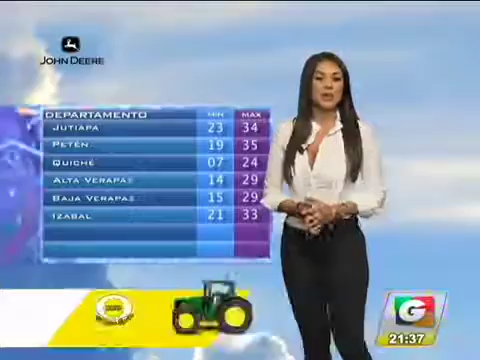 John Deere
DEPARTAMENTO MIN MAX
JUTIAPA 23 34
PETÉN 19 35
QUICHÉ 07 24
ALTA VERAPAZ 14 29
BAJA VERAPAZ 15 29
IZABAL 21 33
G
21:37